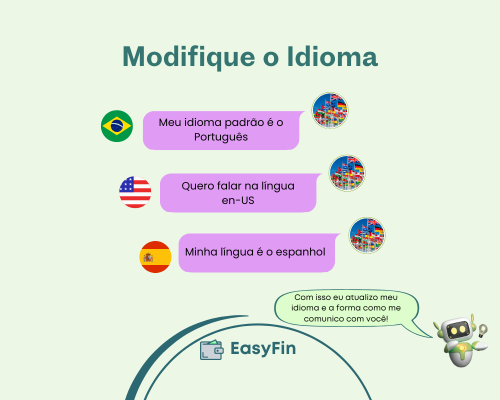 Modifique o Idioma
Meu idioma padrão é o
Português
Quero falar na língua
en-US
Minha língua é o espanhol
Com isso eu atualizo meu
idioma e a forma como me
comunico com você!
EasyFin